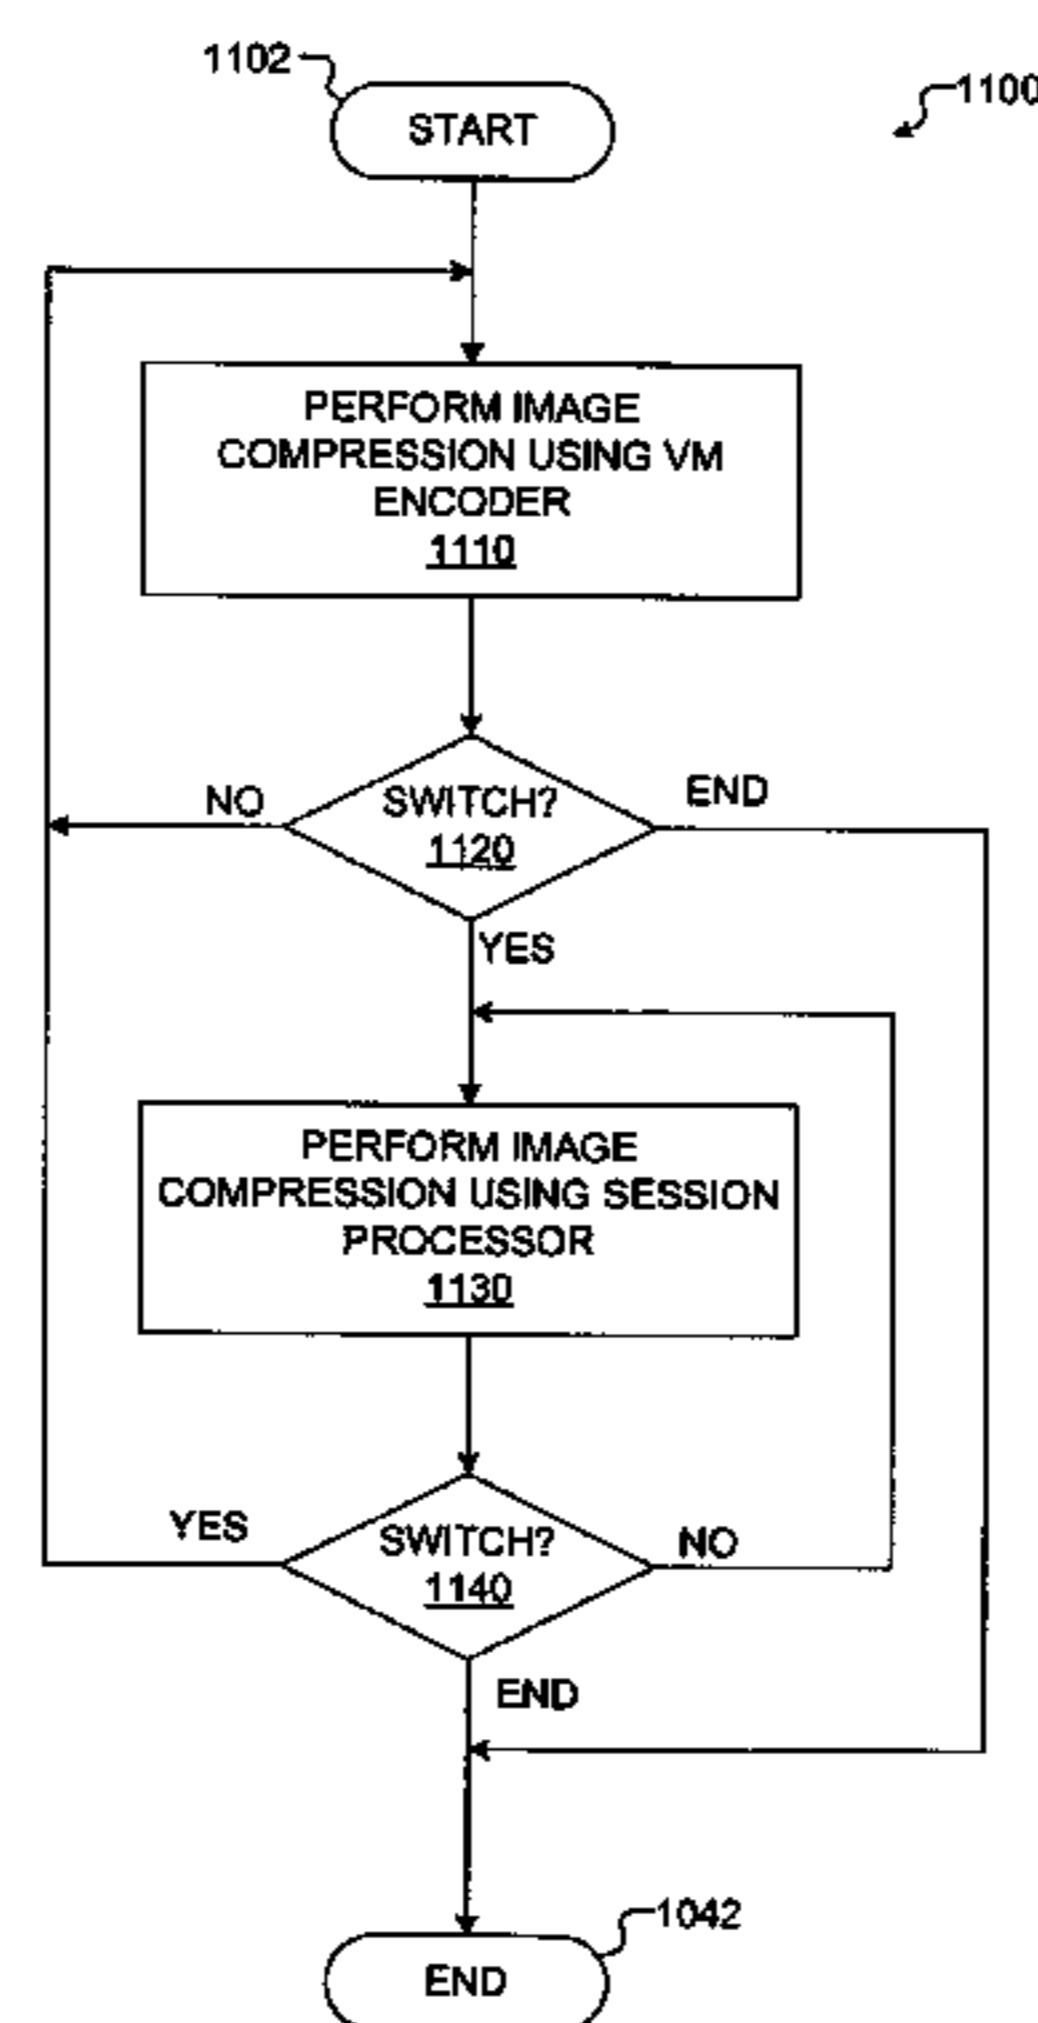 1102
START
1100
PERFORM IMAGE
COMPRESSION USING VM
ENCODER
1110
NO
SWITCH?
1120
END
YES
PERFORM IMAGE
COMPRESSION USING SESSION
PROCESSOR
1130
YES
SWITCH?
1140
NO
END
1042
END